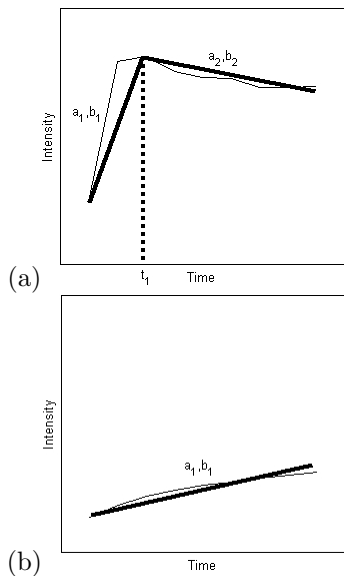 a2,b2
a1,b1
Intensity
t1
Time
(a)
a1,b1
Intensity
Time
(b)